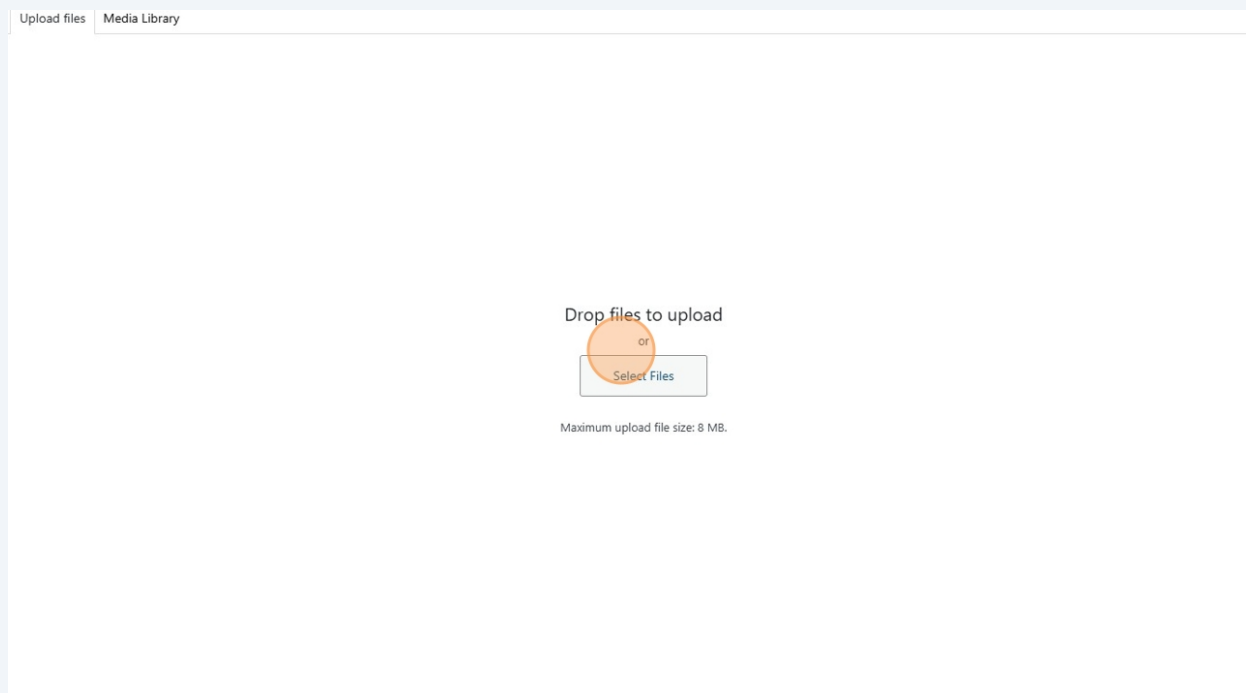 Upload files Media Library
Drop files to upload
or
Select Files
Maximum upload file size: 8 MB.